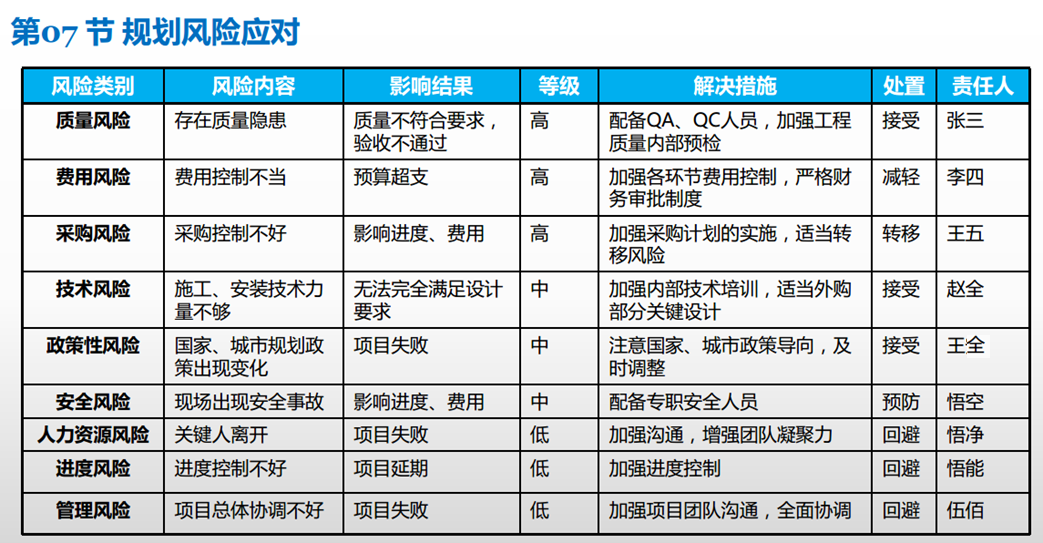 第07 节 规划风险应对
风险类别 风险内容 影响结果 等级 解决措施 处置 责任人
质量风险 存在质量隐患 质量不符合要求， 高 配备QA、QC人员，加强工程 接受 张三
验收不通过 质量内部预检
费用风险 费用控制不当 预算超支 高 加强各环节费用控制，严格财 减轻 李四
务审批制度
采购风险 采购控制不好 影响进度、费用 高 加强采购计划的实施，适当转 转移 王五
移风险
技术风险 施工、安装技术力 无法完全满足设计 中 加强内部技术培训，适当外购 接受 赵全
量不够 要求 部分关键设计
政策性风险 国家、城市规划政 项目失败 中 注意国家、城市政策导向，及 接受 王全
策出现变化 时调整
安全风险 现场出现安全事故 影响进度、费用 中 配备专职安全人员 预防 悟空
人力资源风险 关键人离开 项目失败 低 加强沟通，增强团队凝聚力 回避 悟净
进度风险 进度控制不好 项目延期 低 加强进度控制 回避 悟能
管理风险 项目总体协调不好 项目失败 低 加强项目团队沟通，全面协调 回避 伍佰